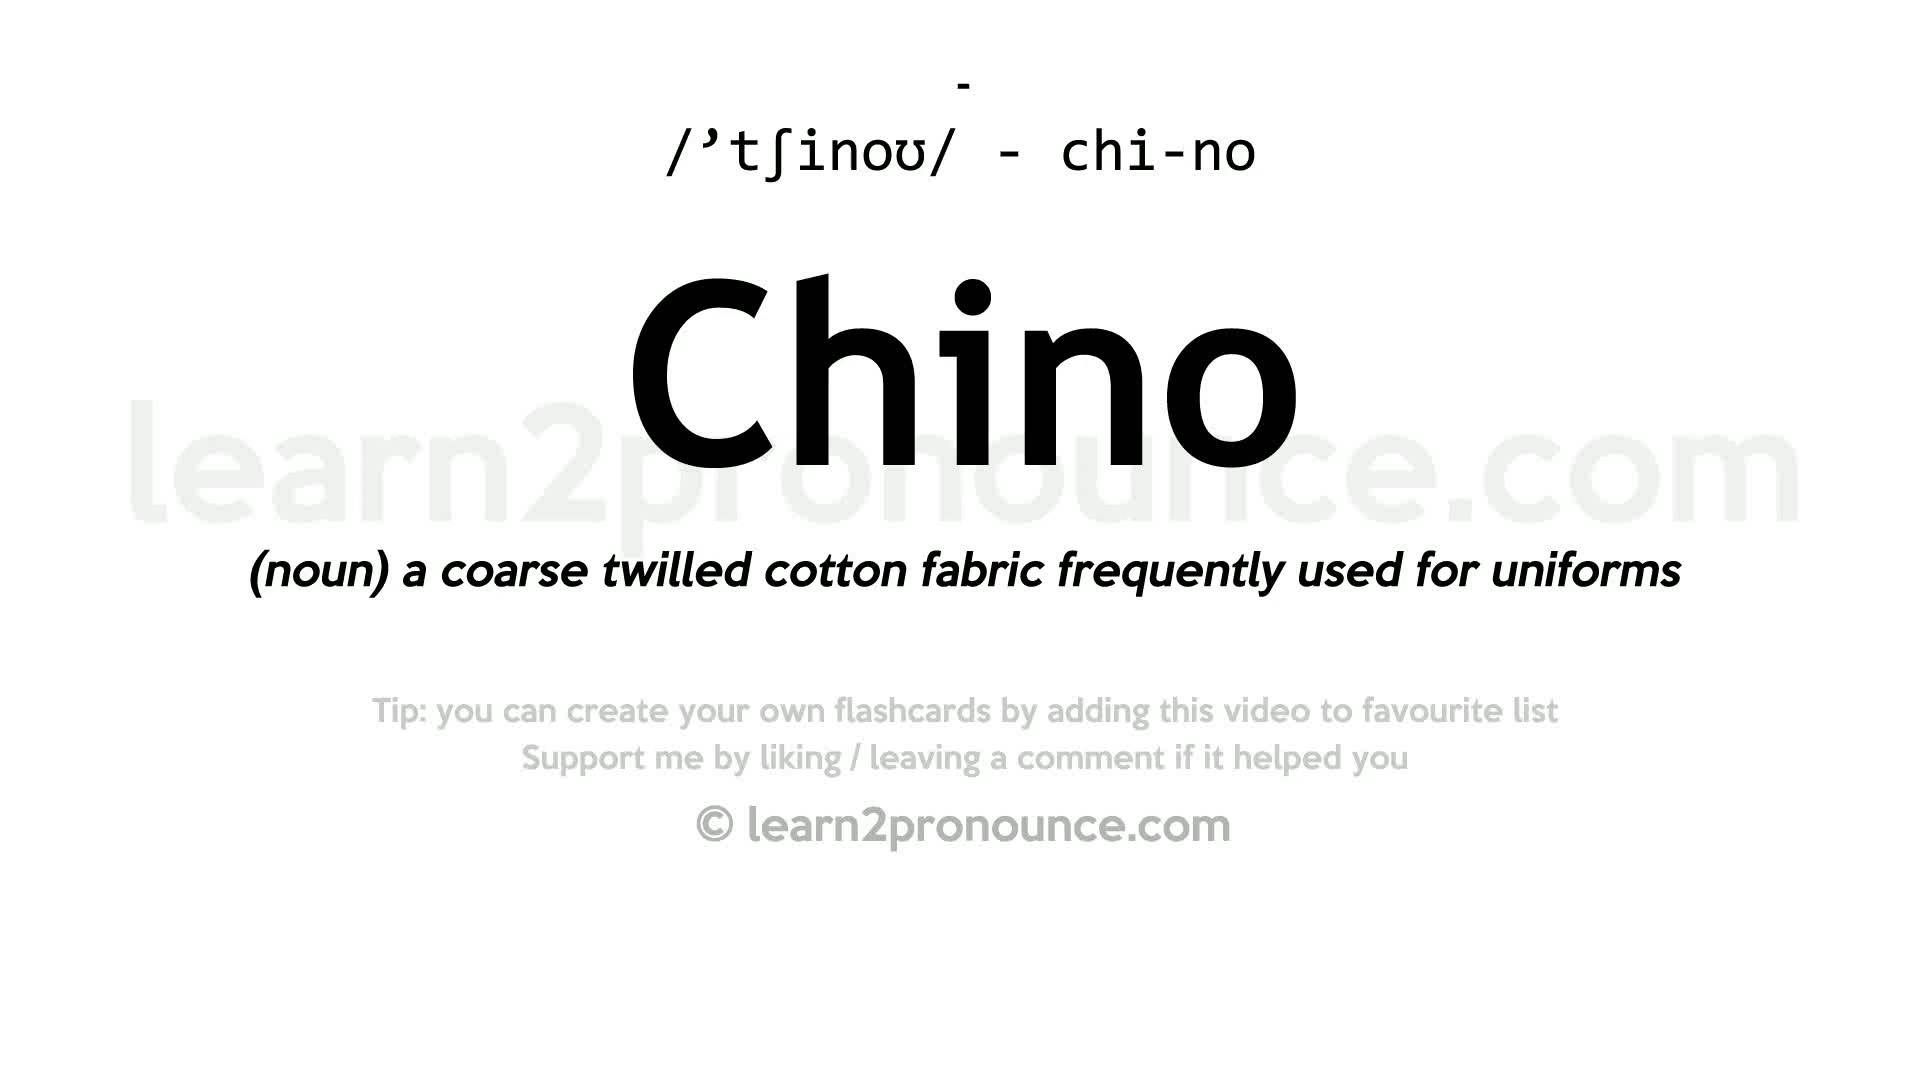 -
/’tʃinoʊ/ - chi-no
Chino
learn2pronounce.com
(noun) a coarse twilled cotton fabric frequently used for uniforms
Tip: you can create your own flashcards by adding this video to favourite list
Support me by liking / leaving a comment if it helped you
© learn2pronounce.com